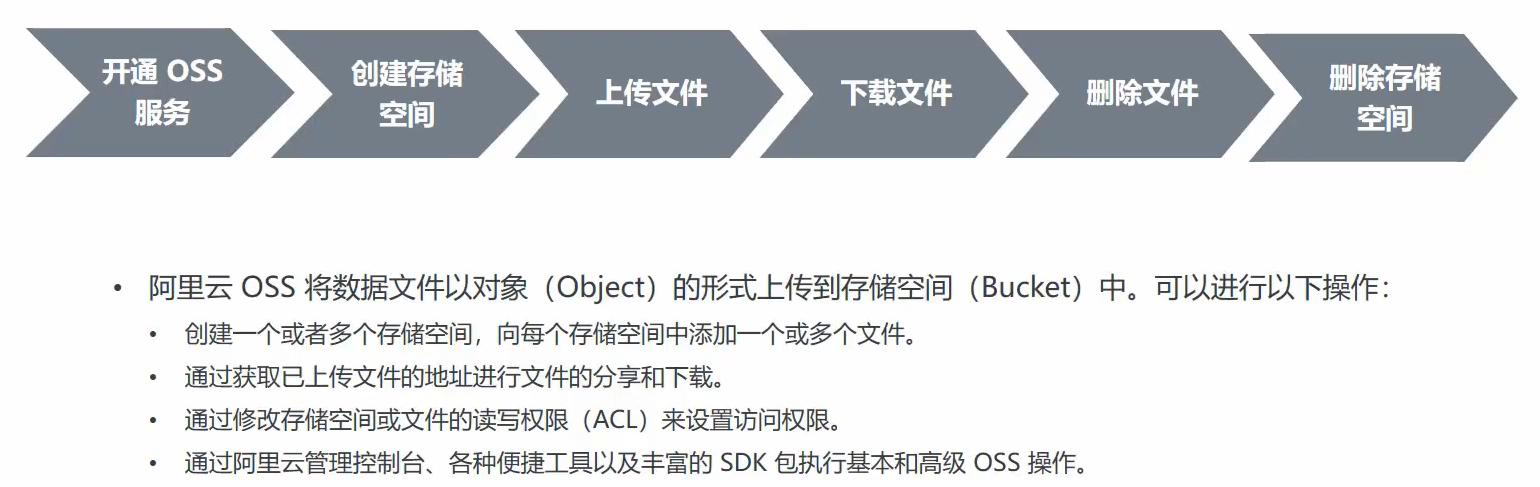 开通 OSS
服务
创建存储
空间
上传文件
下载文件
删除文件
删除存储
空间
• 阿里云 OSS 将数据文件以对象（Object）的形式上传到存储空间（Bucket）中。可以进行以下操作：
• 创建一个或者多个存储空间，向每个存储空间中添加一个或多个文件。
• 通过获取已上传文件的地址进行文件的分享和下载。
• 通过修改存储空间或文件的读写权限（ACL）来设置访问权限。
• 通过阿里云管理控制台、各种便捷工具以及丰富的 SDK 包执行基本和高级 OSS 操作。